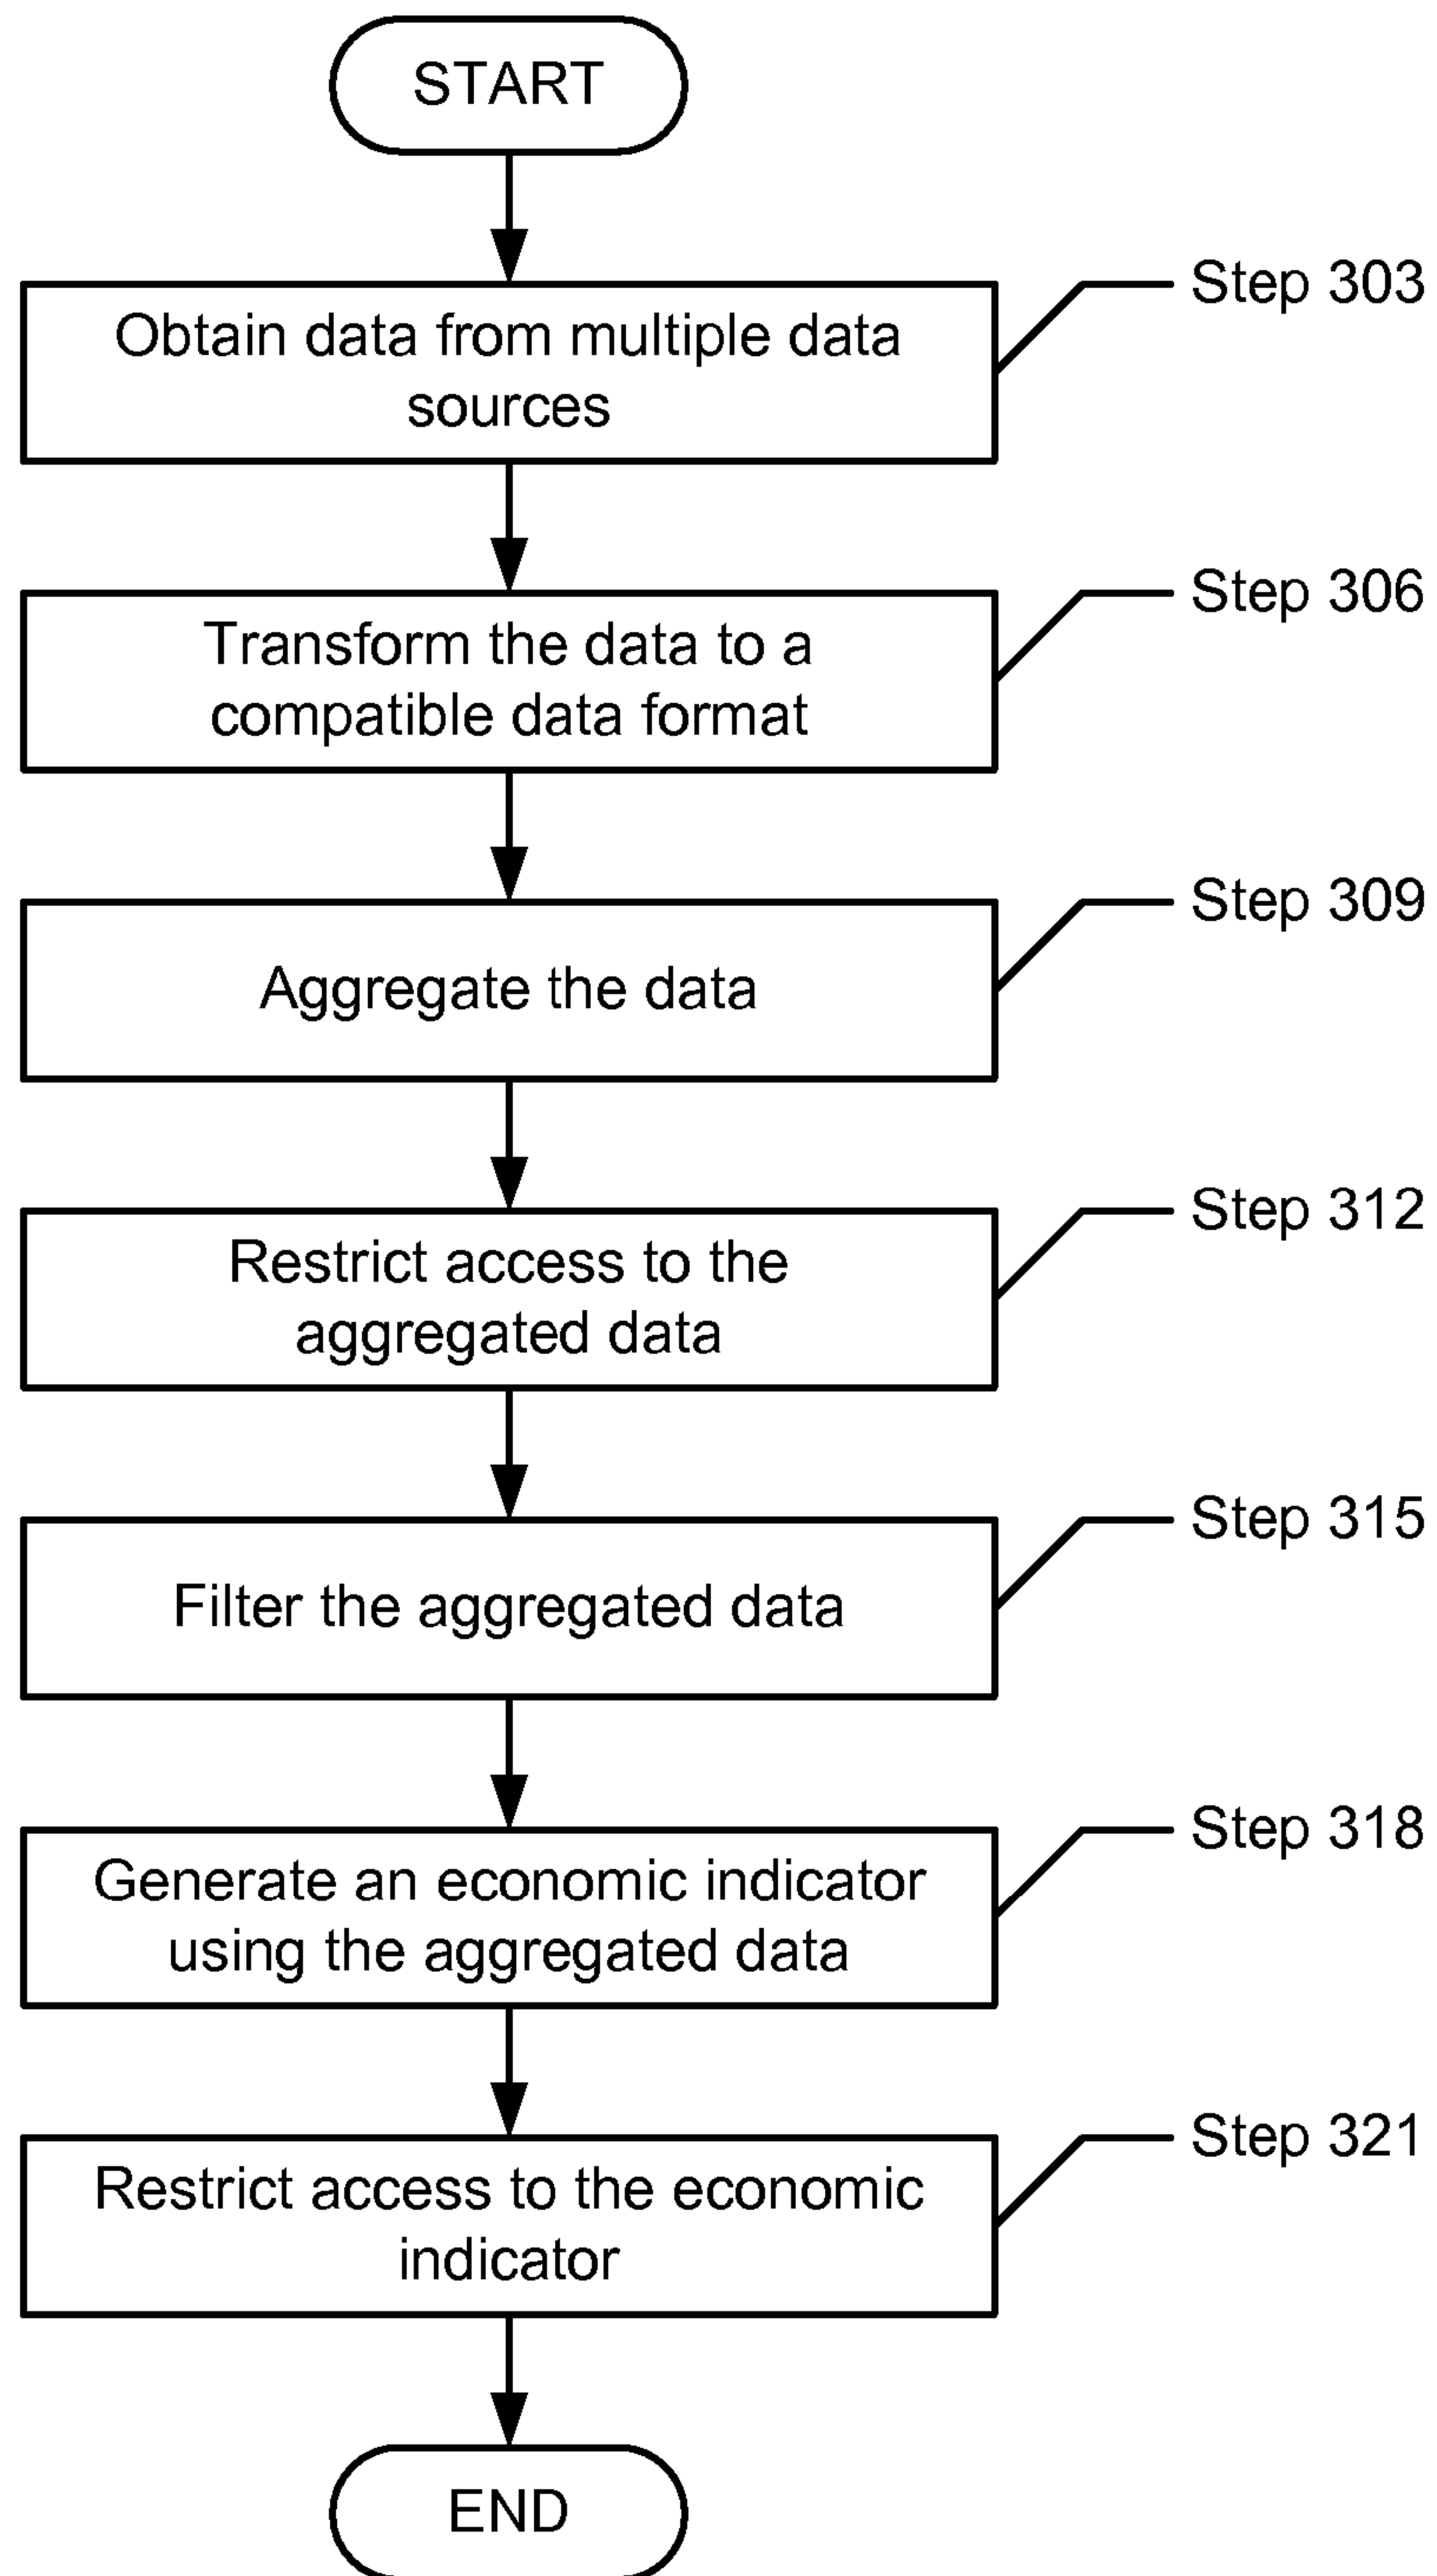 START
Step 303
Obtain data from multiple data
sources
Step 306
Transform the data to a
compatible data format
Step 309
Aggregate the data
Step 312
Restrict access to the
aggregated data
Step 315
Filter the aggregated data
Step 318
Generate an economic indicator
using the aggregated data
Step 321
Restrict access to the economic
indicator
END